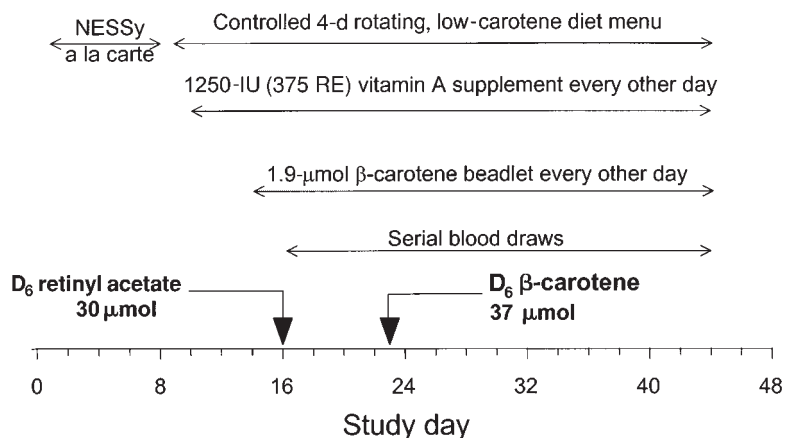 NESSy
a la carte
Controlled 4-d rotating, low-carotene diet menu
1250-IU (375 RE) vitamin A supplement every other day
1.9-μmol β-carotene beadlet every other day
Serial blood draws
D₆ retinyl acetate
30 μmol
D₆ β-carotene
37 μmol
0 8 16 24 32 40 48
Study day